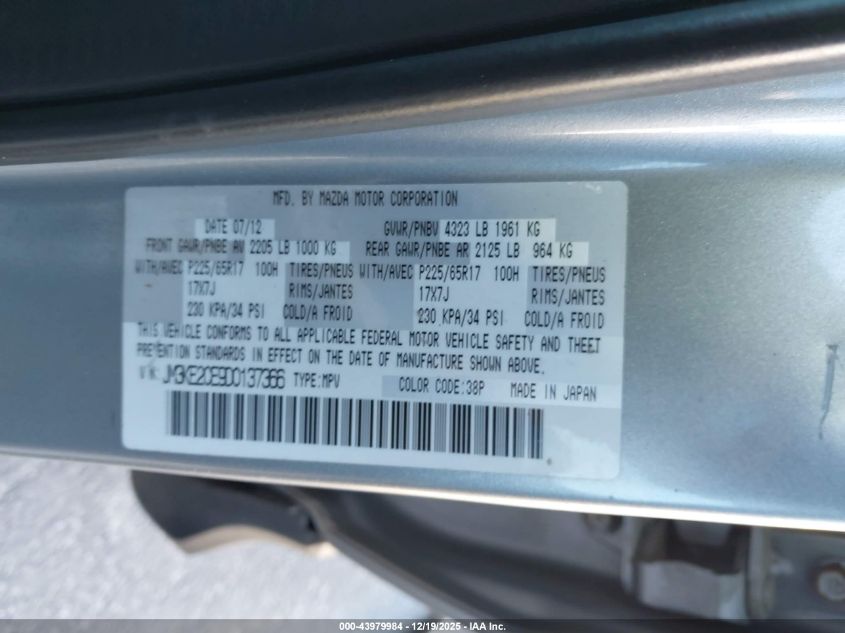 MFD. BY MAZDA MOTOR CORPORATION
DATE 07/12 GVWR/PNBV 4323 LB 1961 KG
FRONT GAWR/PNBE AV 2205 LB 1000 KG REAR GAWR/PNBE AR 2125 LB 964 KG
WITH/AVEC P225/65R17 100H TIRES/PNEUS WITH/AVEC P225/65R17 100H TIRES/PNEUS
17X7J RIMS/JANTES 17X7J RIMS/JANTES
230 KPA/34 PSI COLD/A FROID 230 KPA/34 PSI COLD/A FROID
THIS VEHICLE CONFORMS TO ALL APPLICABLE FEDERAL MOTOR VEHICLE SAFETY AND THEFT
PREVENTION STANDARDS IN EFFECT ON THE DATE OF MANUFACTURE SHOWN ABOVE.
JM3KE2CE9D0137366 TYPE:MPV COLOR CODE:38P MADE IN JAPAN
000-43979984 - 12/19/2025 - IAA Inc.